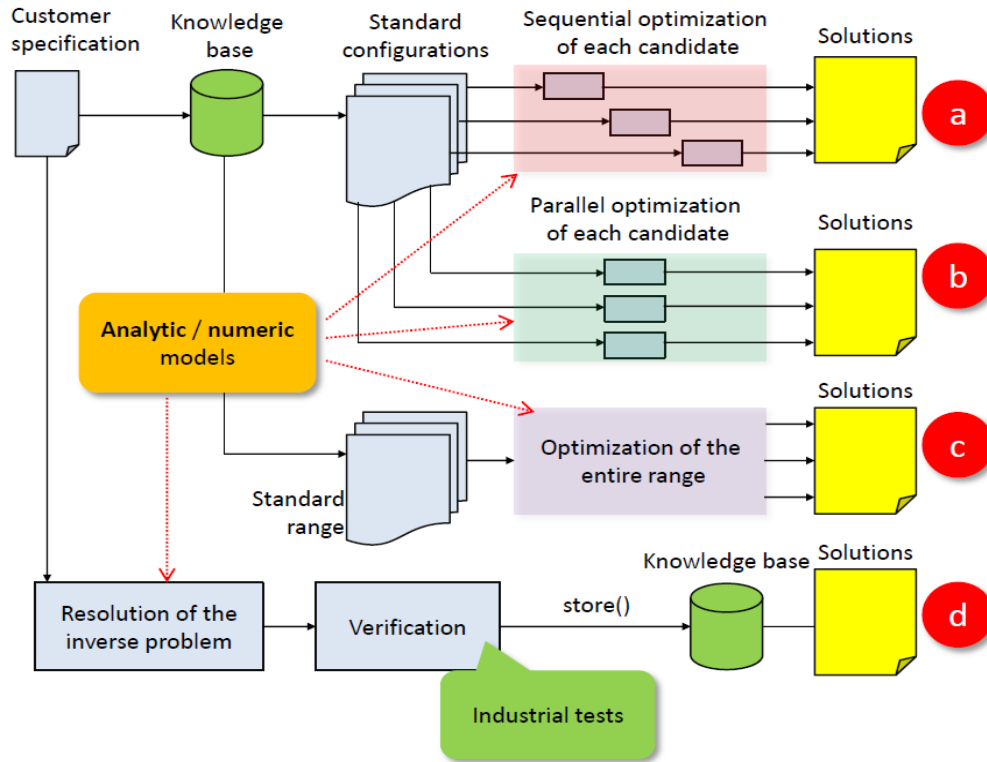 Customer
specification
Knowledge
base
Standard
configurations
Sequential optimization
of each candidate
Solutions
a
Parallel optimization
of each candidate
Solutions
b
Analytic / numeric
models
Standard
range
Optimization of the
entire range
Solutions
c
Resolution of the
inverse problem
Verification
store()
Knowledge base
Solutions
d
Industrial tests